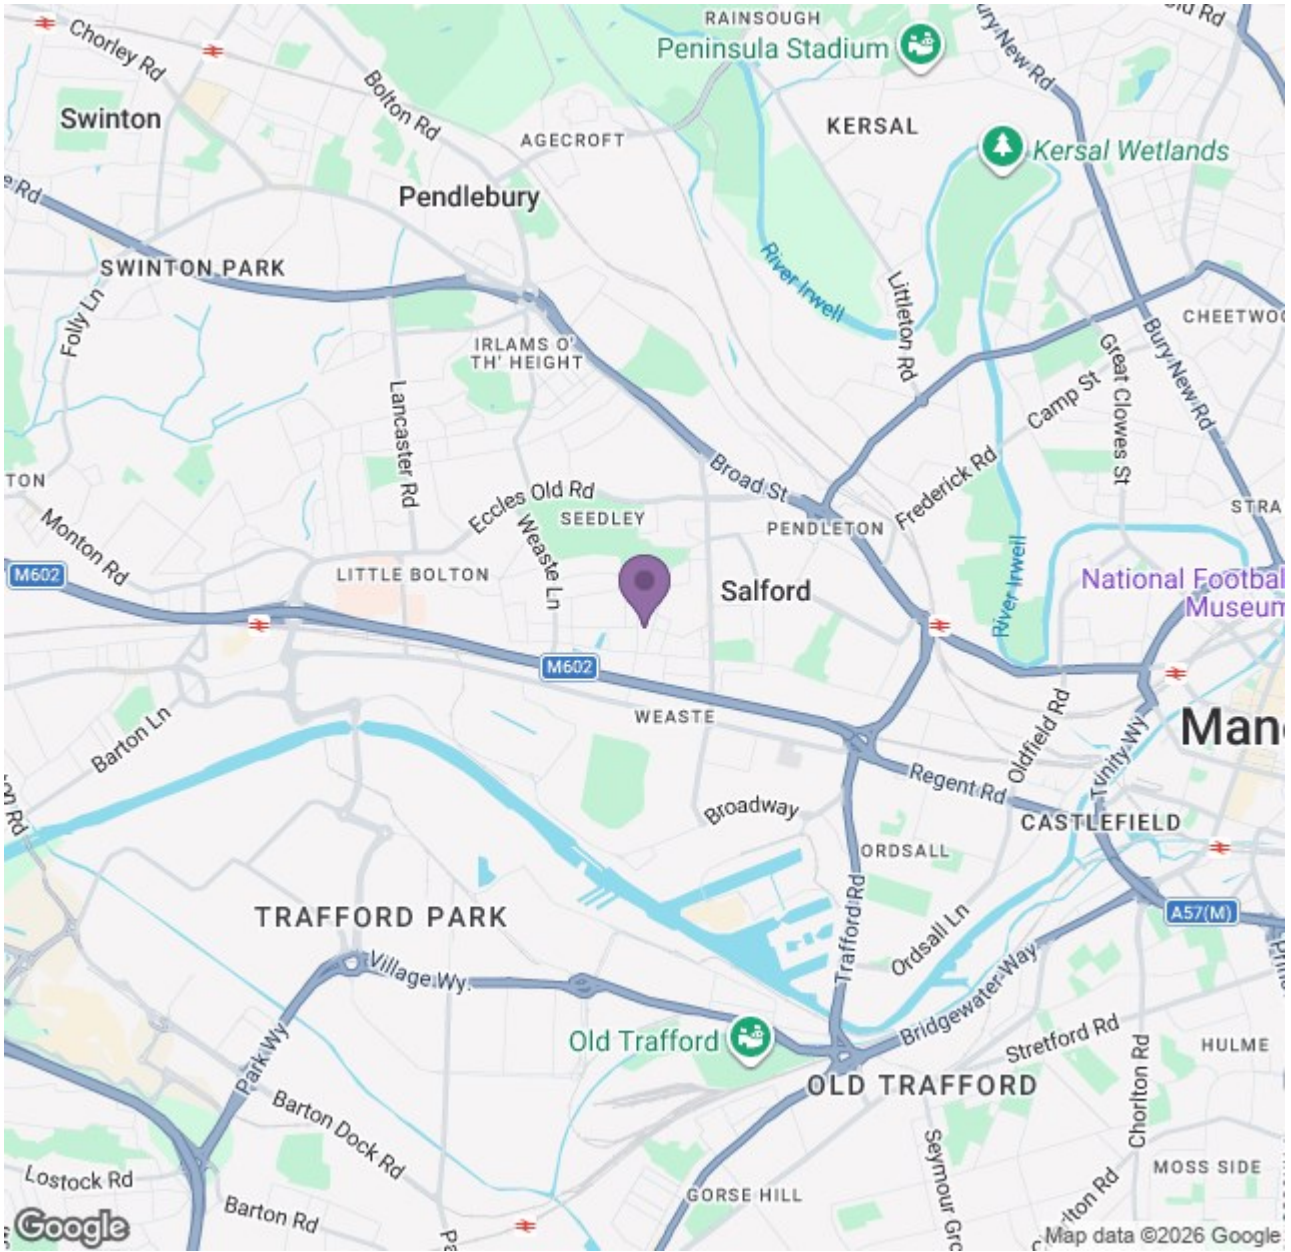 RAINSOUGH
Peninsula Stadium
Chorley Rd
Bolton Rd
Bury New Rd
Swinton
AGECROFT
KERSAL
Kersal Wetlands
Pendlebury
SWINTON PARK
River Irwell
Littleton Rd
Folly Ln
IRLAMS O'
TH' HEIGHT
CHEETWOO
Bury New Rd
Great Clowes St
Camp St
Lancaster Rd
Broad St
Frederick Rd
TON
Eccles Old Rd
SEEDLEY
PENDLETON
STRA
Monton Rd
Weaste Ln
M602
LITTLE BOLTON
Salford
River Irwell
National Footbal
Museum
M602
WEASTE
Barton Ln
Oldfield Rd
Trinity Wy
Man
Regent Rd
Broadway
CASTLEFIELD
ORDSALL
TRAFFORD PARK
Trafford Rd
Ordsall Ln
A57(M)
Village Wy.
Bridgewater Way
Old Trafford
Stretford Rd
HULME
Park Wy
OLD TRAFFORD
Chorlton Rd
Barton Dock Rd
Seymour Gro
MOSS SIDE
Lostock Rd
Barton Rd
GORSE HILL
Google
Map data ©2026 Google